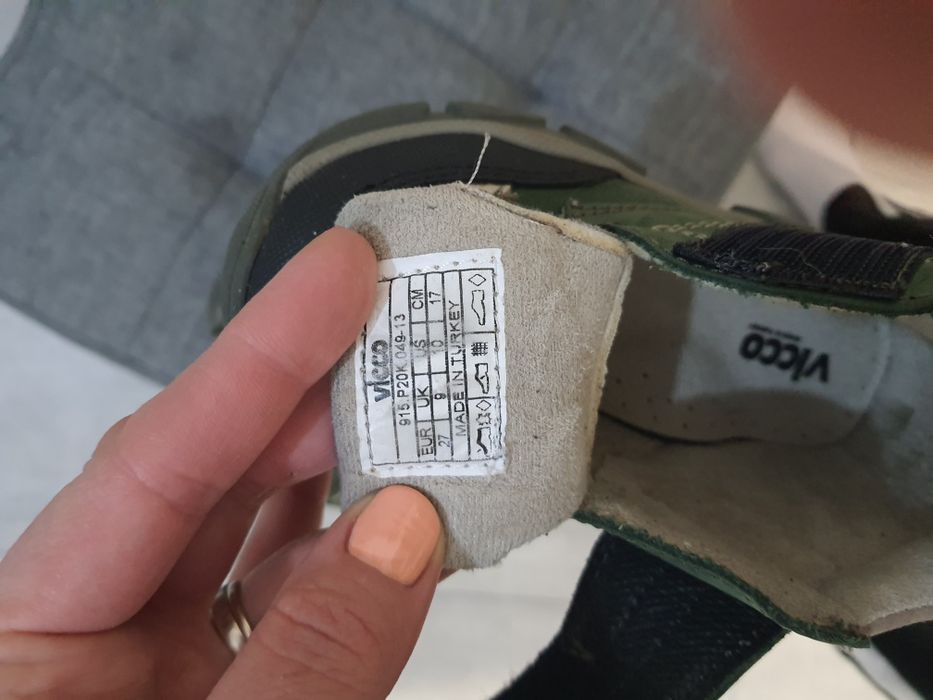 vicco
915.P20K.049-13
EUR UK US CM
27 9 10 17
MADE IN TURKEY
vicco